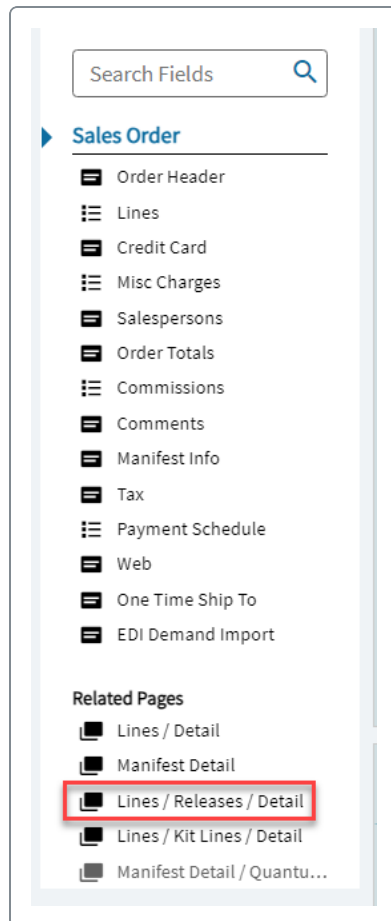 Search Fields
Sales Order
Order Header
Lines
Credit Card
Misc Charges
Salespersons
Order Totals
Commissions
Comments
Manifest Info
Tax
Payment Schedule
Web
One Time Ship To
EDI Demand Import
Related Pages
Lines / Detail
Manifest Detail
Lines / Releases / Detail
Lines / Kit Lines / Detail
Manifest Detail / Quantu...